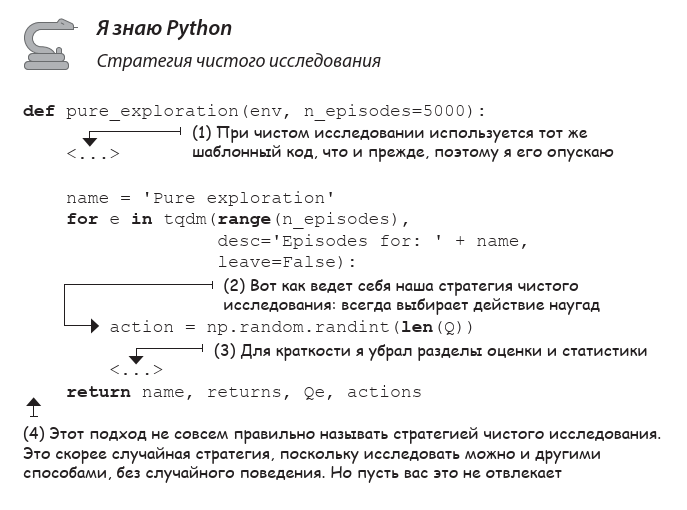 Я знаю Python
Стратегия чистого исследования
def pure_exploration(env, n_episodes=5000):
(1) При чистом исследовании используется тот же
шаблонный код, что и прежде, поэтому я его опускаю
<...>
name = 'Pure exploration'
for e in tqdm(range(n_episodes),
desc='Episodes for: ' + name,
leave=False):
(2) Вот как ведет себя наша стратегия чистого
исследования: всегда выбирает действие наугад
action = np.random.randint(len(Q))
(3) Для краткости я убрал разделы оценки и статистики
<...>
return name, returns, Qe, actions
(4) Этот подход не совсем правильно называть стратегией чистого исследования.
Это скорее случайная стратегия, поскольку исследовать можно и другими
способами, без случайного поведения. Но пусть вас это не отвлекает